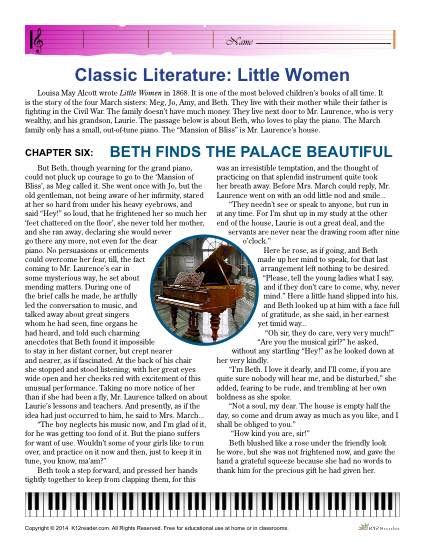 Name
Classic Literature: Little Women
Louisa May Alcott wrote Little Women in 1868. It is one of the most beloved children's books of all time. It
is the story of the four March sisters: Meg, Jo, Amy, and Beth. They live with their mother while their father is
fighting in the Civil War. The family doesn't have much money. They live next door to Mr. Laurence, who is very
wealthy, and his grandson, Laurie. The passage below is about Beth, who loves to play the piano. The March
family only has a small, out-of-tune piano. The "Mansion of Bliss" is Mr. Laurence's house.
CHAPTER SIX: BETH FINDS THE PALACE BEAUTIFUL
But Beth, though yearning for the grand piano,
could not pluck up courage to go to the 'Mansion of
Bliss', as Meg called it. She went once with Jo, but the
old gentleman, not being aware of her infirmity, stared
at her so hard from under his heavy eyebrows, and
said "Hey!" so loud, that he frightened her so much her
'feet chattered on the floor', she never told her mother,
and she ran away, declaring she would never
go there any more, not even for the dear
piano. No persuasions or enticements
could overcome her fear, till, the fact
coming to Mr. Laurence's ear in
some mysterious way, he set about
mending matters. During one of
the brief calls he made, he artfully
led the conversation to music, and
talked away about great singers
whom he had seen, fine organs he
had heard, and told such charming
anecdotes that Beth found it impossible
to stay in her distant corner, but crept nearer
and nearer, as if fascinated. At the back of his chair
she stopped and stood listening, with her great eyes
wide open and her cheeks red with excitement of this
unusual performance. Taking no more notice of her
than if she had been a fly, Mr. Laurence talked on about
Laurie's lessons and teachers. And presently, as if the
idea had just occurred to him, he said to Mrs. March...
"The boy neglects his music now, and I'm glad of it,
for he was getting too fond of it. But the piano suffers
for want of use. Wouldn't some of your girls like to run
over, and practice on it now and then, just to keep it in
tune, you know, ma'am?"
Beth took a step forward, and pressed her hands
tightly together to keep from clapping them, for this
was an irresistible temptation, and the thought of
practicing on that splendid instrument quite took
her breath away. Before Mrs. March could reply, Mr.
Laurence went on with an odd little nod and smile...
"They needn't see or speak to anyone, but run in
at any time. For I'm shut up in my study at the other
end of the house, Laurie is out a great deal, and the
servants are never near the drawing room after nine
o'clock."
Here he rose, as if going, and Beth
made up her mind to speak, for that last
arrangement left nothing to be desired.
"Please, tell the young ladies what I say,
and if they don't care to come, why, never
mind." Here a little hand slipped into his,
and Beth looked up at him with a face full
of gratitude, as she said, in her earnest
yet timid way...
"Oh sir, they do care, very very much!"
"Are you the musical girl?" he asked,
without any startling "Hey!" as he looked down at
her very kindly.
"I'm Beth. I love it dearly, and I'll come, if you are
quite sure nobody will hear me, and be disturbed," she
added, fearing to be rude, and trembling at her own
boldness as she spoke.
"Not a soul, my dear. The house is empty half the
day, so come and drum away as much as you like, and I
shall be obliged to you."
"How kind you are, sir!"
Beth blushed like a rose under the friendly look
he wore, but she was not frightened now, and gave the
hand a grateful squeeze because she had no words to
thank him for the precious gift he had given her.
Copyright © 2014 K12reader.com. All Rights Reserved. Free for educational use at home or in classrooms.
K12Reader